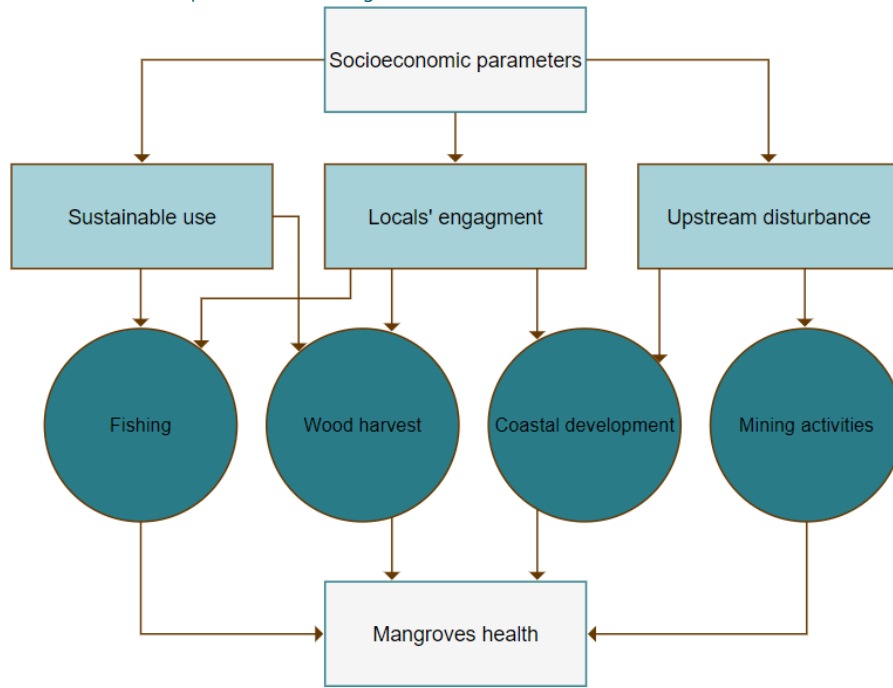 Socioeconomic parameters
Sustainable use
Locals' engagment
Upstream disturbance
Fishing
Wood harvest
Coastal development
Mining activities
Mangroves health